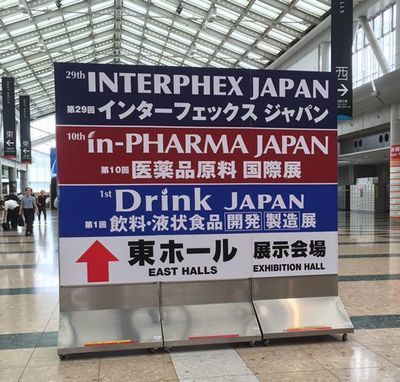 29th INTERPHEX JAPAN
第29回 インターフェックス ジャパン
10th in-PHARMA JAPAN
第10回 医薬品原料 国際展
1st Drink JAPAN
第1回 飲料・液状食品 開発 製造 展
東ホール 展示会場
EAST HALLS EXHIBITION HALL
西
東
東